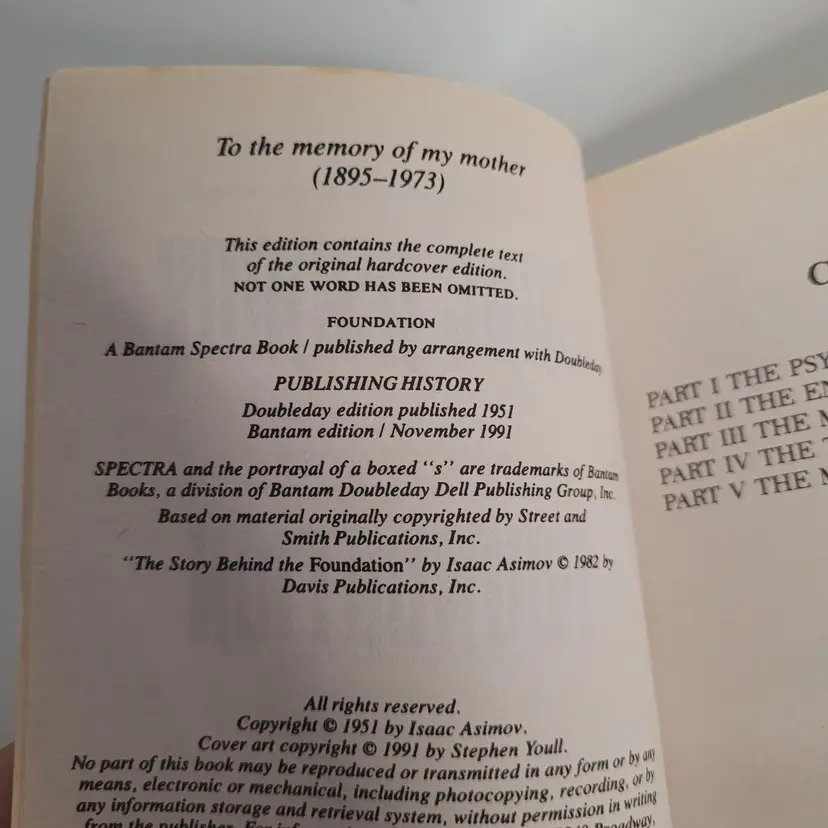 To the memory of my mother
(1895–1973)
This edition contains the complete text
of the original hardcover edition.
NOT ONE WORD HAS BEEN OMITTED.
FOUNDATION
A Bantam Spectra Book / published by arrangement with Doubleday
PUBLISHING HISTORY
Doubleday edition published 1951
Bantam edition / November 1991
SPECTRA and the portrayal of a boxed “s” are trademarks of Bantam
Books, a division of Bantam Doubleday Dell Publishing Group, Inc.
Based on material originally copyrighted by Street and
Smith Publications, Inc.
“The Story Behind the Foundation” by Isaac Asimov © 1982 by
Davis Publications, Inc.
All rights reserved.
Copyright © 1951 by Isaac Asimov.
Cover art copyright © 1991 by Stephen Youll.
No part of this book may be reproduced or transmitted in any form or by any
means, electronic or mechanical, including photocopying, recording, or by
any information storage and retrieval system, without permission in writing
from the publisher. Broadway,
PART I THE
PART II THE
PART III THE
PART IV THE
PART V THE